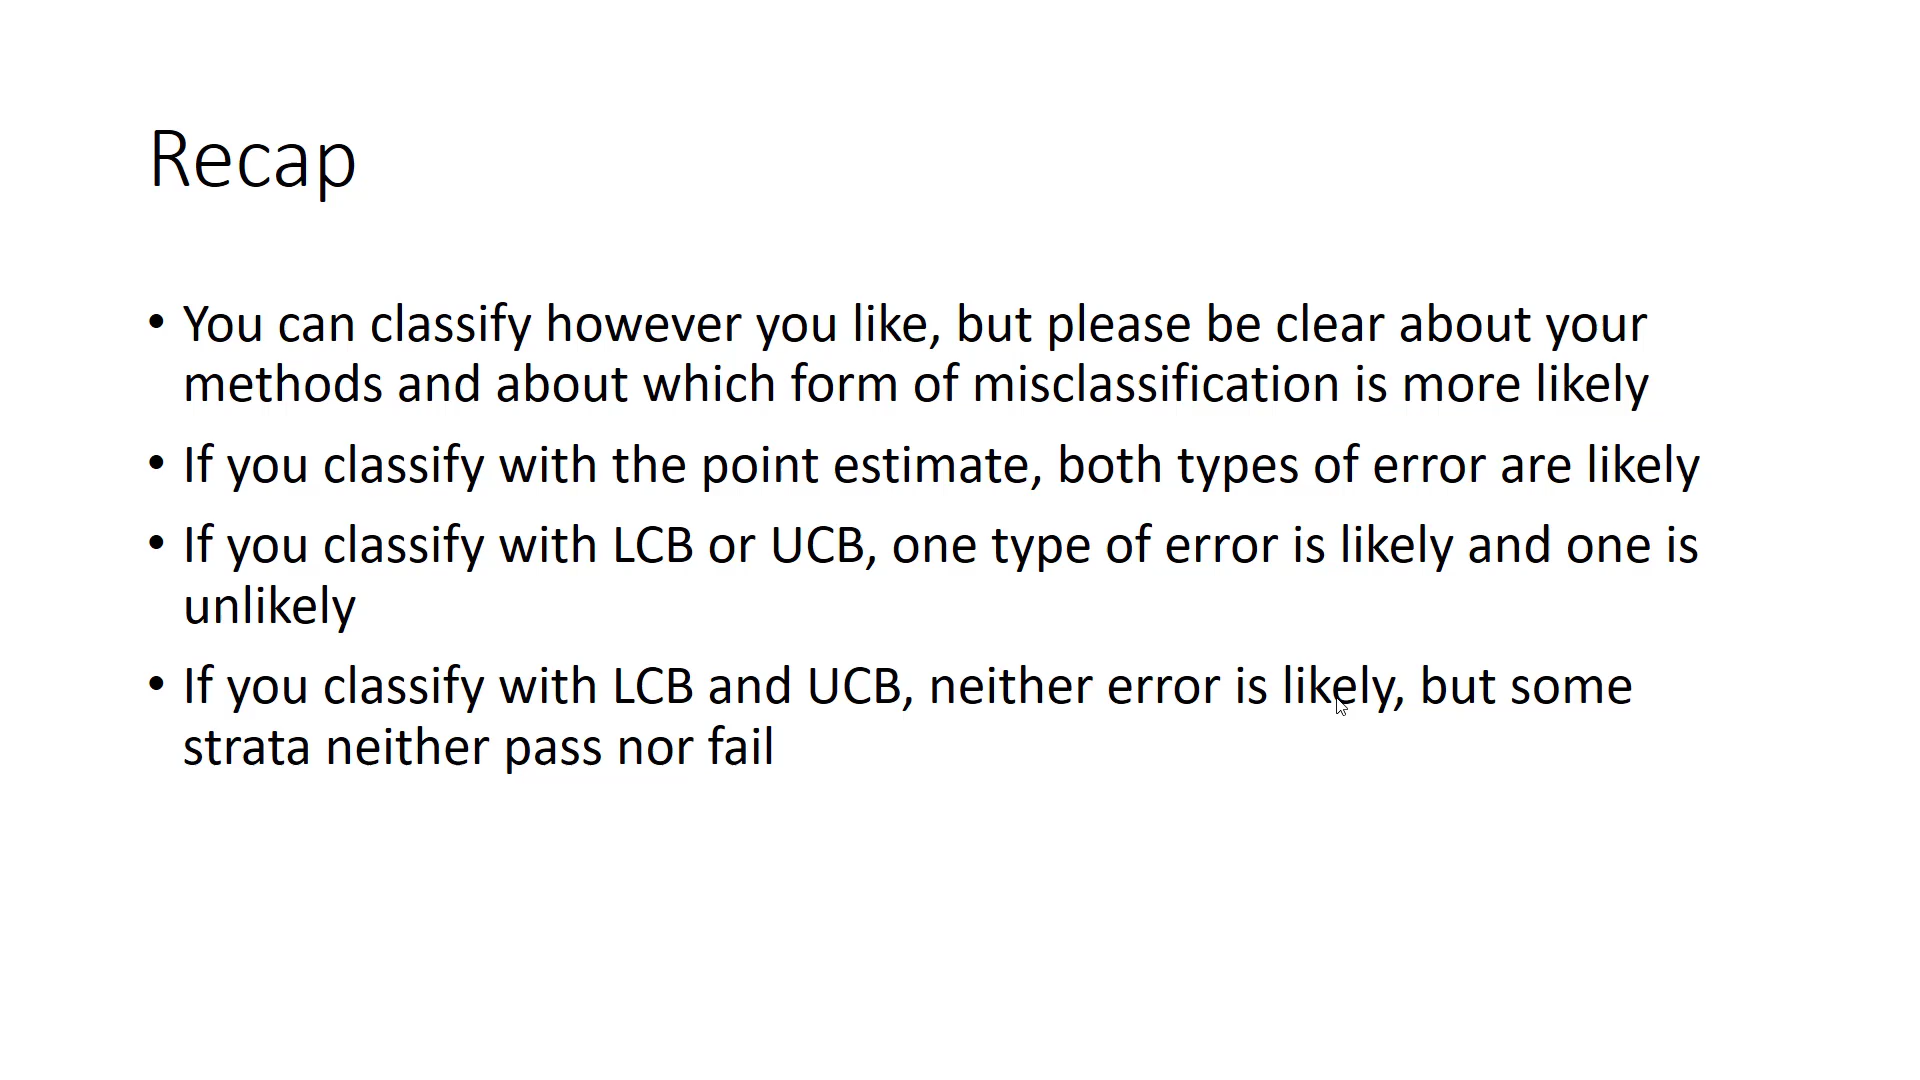 Recap
• You can classify however you like, but please be clear about your
methods and about which form of misclassification is more likely
• If you classify with the point estimate, both types of error are likely
• If you classify with LCB or UCB, one type of error is likely and one is
unlikely
• If you classify with LCB and UCB, neither error is likely, but some
strata neither pass nor fail